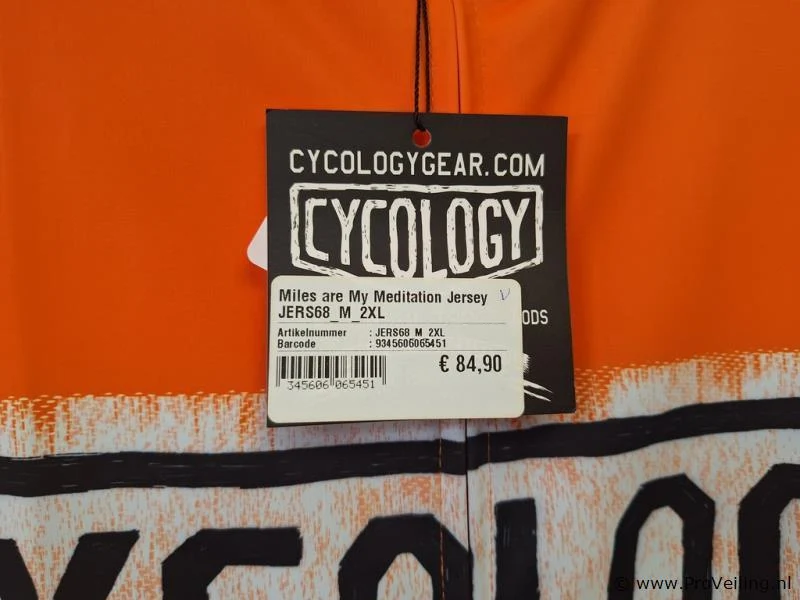 CYCOLOGYGEAR.COM
CYCOLOGY
ODS
Miles are My Meditation Jersey
JERS68_M_2XL
Artikelnummer : JERS68_M_2XL
Barcode : 9345606065451
€ 84,90
345606 065451
© www.ProVeiling.nl